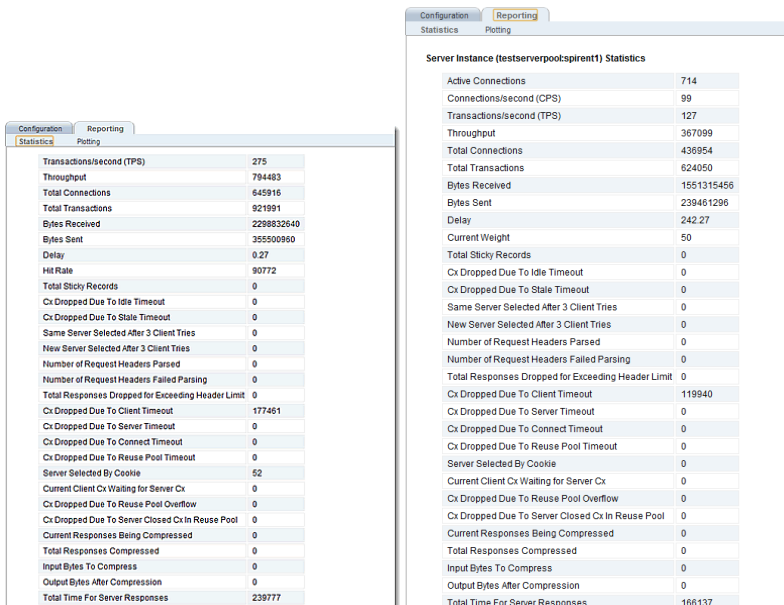 Configuration Reporting
Statistics Plotting
Transactions/second (TPS) 275
Throughput 794483
Total Connections 645916
Total Transactions 921991
Bytes Received 2298832640
Bytes Sent 355500960
Delay 0.27
Hit Rate 90772
Total Sticky Records 0
Cx Dropped Due To Idle Timeout 0
Cx Dropped Due To Stale Timeout 0
Same Server Selected After 3 Client Tries 0
New Server Selected After 3 Client Tries 0
Number of Request Headers Parsed 0
Number of Request Headers Failed Parsing 0
Total Responses Dropped for Exceeding Header Limit 0
Cx Dropped Due To Client Timeout 177461
Cx Dropped Due To Server Timeout 0
Cx Dropped Due To Connect Timeout 0
Cx Dropped Due To Reuse Pool Timeout 0
Server Selected By Cookie 52
Current Client Cx Waiting for Server Cx 0
Cx Dropped Due To Reuse Pool Overflow 0
Cx Dropped Due To Server Closed Cx In Reuse Pool 0
Current Responses Being Compressed 0
Total Responses Compressed 0
Input Bytes To Compress 0
Output Bytes After Compression 0
Total Time For Server Responses 239777
Configuration Reporting
Statistics Plotting
Server Instance (testserverpool:spirent1) Statistics
Active Connections 714
Connections/second (CPS) 99
Transactions/second (TPS) 127
Throughput 367099
Total Connections 436954
Total Transactions 624050
Bytes Received 1551315456
Bytes Sent 239461296
Delay 242.27
Current Weight 50
Total Sticky Records 0
Cx Dropped Due To Idle Timeout 0
Cx Dropped Due To Stale Timeout 0
Same Server Selected After 3 Client Tries 0
New Server Selected After 3 Client Tries 0
Number of Request Headers Parsed 0
Number of Request Headers Failed Parsing 0
Total Responses Dropped for Exceeding Header Limit 0
Cx Dropped Due To Client Timeout 119940
Cx Dropped Due To Server Timeout 0
Cx Dropped Due To Connect Timeout 0
Cx Dropped Due To Reuse Pool Timeout 0
Server Selected By Cookie 0
Current Client Cx Waiting for Server Cx 0
Cx Dropped Due To Reuse Pool Overflow 0
Cx Dropped Due To Server Closed Cx In Reuse Pool 0
Current Responses Being Compressed 0
Total Responses Compressed 0
Input Bytes To Compress 0
Output Bytes After Compression 0
Total Time For Server Responses 166137